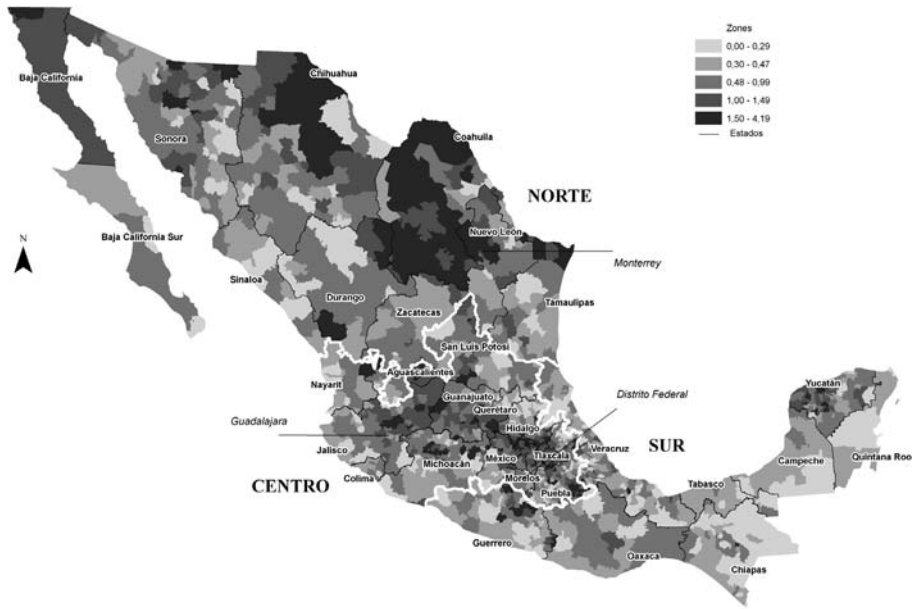 Zones
0,00 - 0,29
0,30 - 0,47
0,48 - 0,99
1,00 - 1,49
1,50 - 4,19
Estados
Baja California
Chihuahua
Sonora
Coahuila
NORTE
N
Nuevo León
Baja California Sur
Monterrey
Sinaloa
Durango
Tamaulipas
Zacatecas
San Luis Potosí
Aguascalientes
Nayarit
Yucatán
Guanajuato
Distrito Federal
Querétaro
Guadalajara
Hidalgo
SUR
Jalisco
México
Tlaxcala
Veracruz
Campeche
Quintana Roo
Michoacán
CENTRO
Colima
Morelos
Tabasco
Puebla
Guerrero
Oaxaca
Chiapas